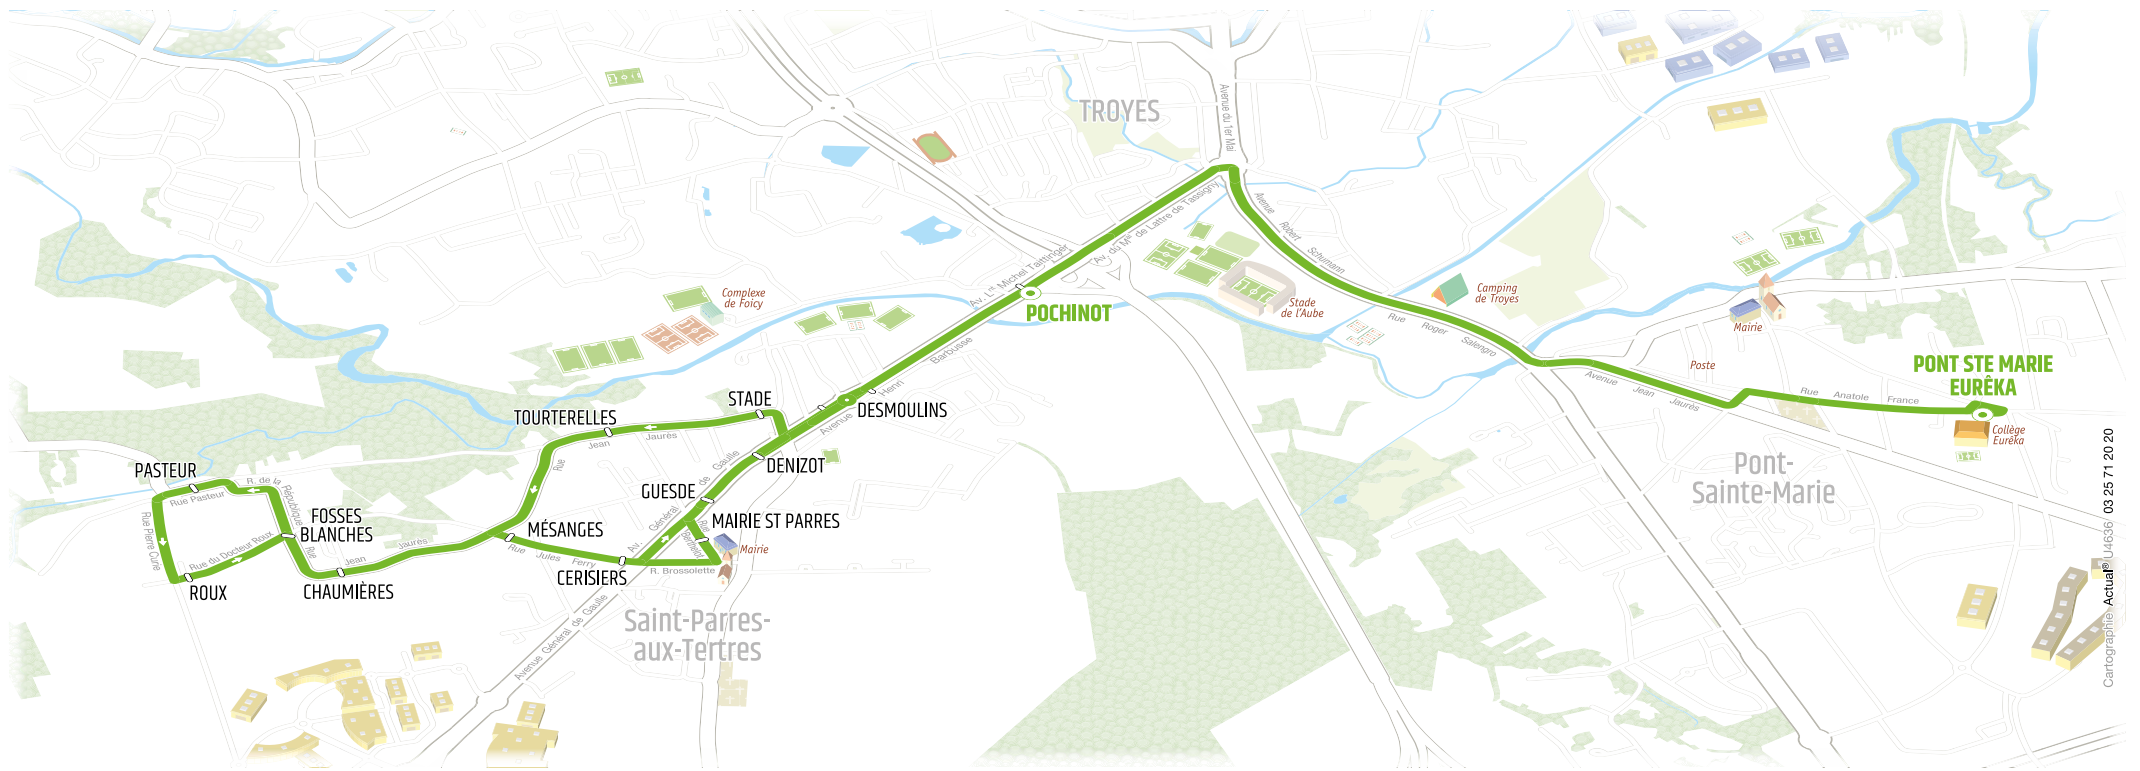 TROYES
Avenue du 1er Mai
Av. Lᵗ Michel Taittinger
Av. du Mᵃˡ de Lattre de Tassigny
Avenue Robert Schumann
Complexe
de Foicy
Stade
de l'Aube
Camping
de Troyes
POCHINOT
Rue Roger Salengro
Mairie
Poste
PONT STE MARIE
EURÊKA
Avenue Jean Jaurès
Rue Anatole France
Collège
Eurêka
Pont-
Sainte-Marie
Avenue Henri Barbusse
DESMOULINS
STADE
TOURTERELLES
Rue Jean Jaurès
DENIZOT
GUESDE
Av. Général de Gaulle
PASTEUR
Rue Pasteur
R. de la République
FOSSES
BLANCHES
Rue Pierre Curie
Rue du Docteur Roux
ROUX
Rue Jean Jaurès
CHAUMIÈRES
MÉSANGES
Rue Jules Ferry
CERISIERS
MAIRIE ST PARRES
Rue Berthelot
Mairie
R. Brossolette
Saint-Parres-
aux-Tertres
Avenue Général de Gaulle
Cartographie Actual® U4636 03 25 71 20 20